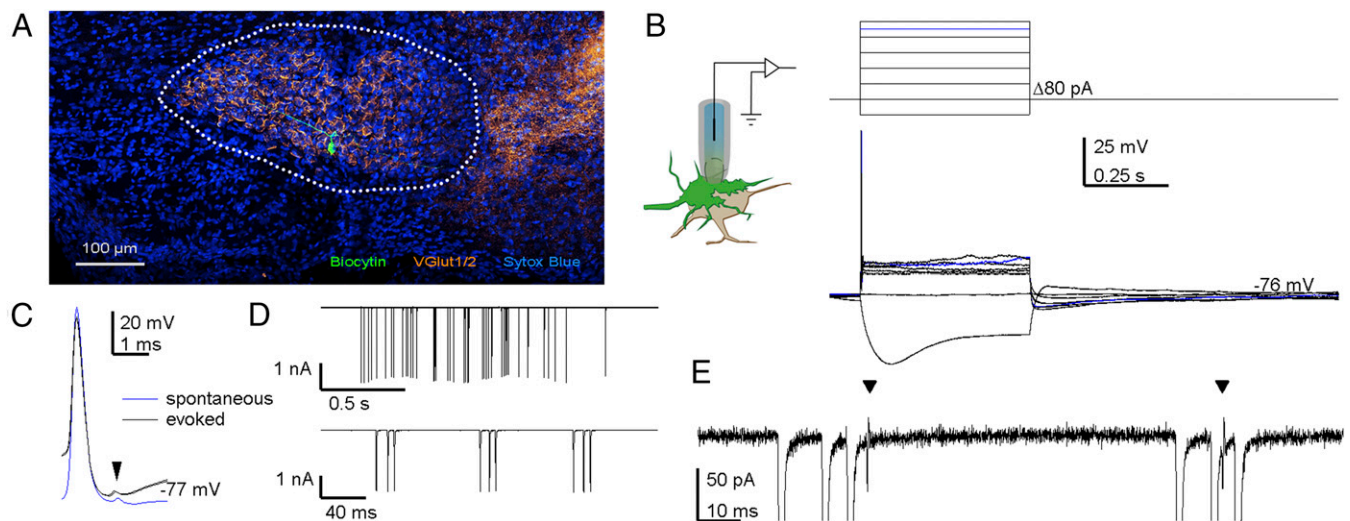 A
100 µm
Biocytin VGlut1/2 Sytox Blue
B
Δ80 pA
25 mV
0.25 s
-76 mV
C
20 mV
1 ms
spontaneous
evoked
-77 mV
D
1 nA
0.5 s
1 nA
40 ms
E
50 pA
10 ms